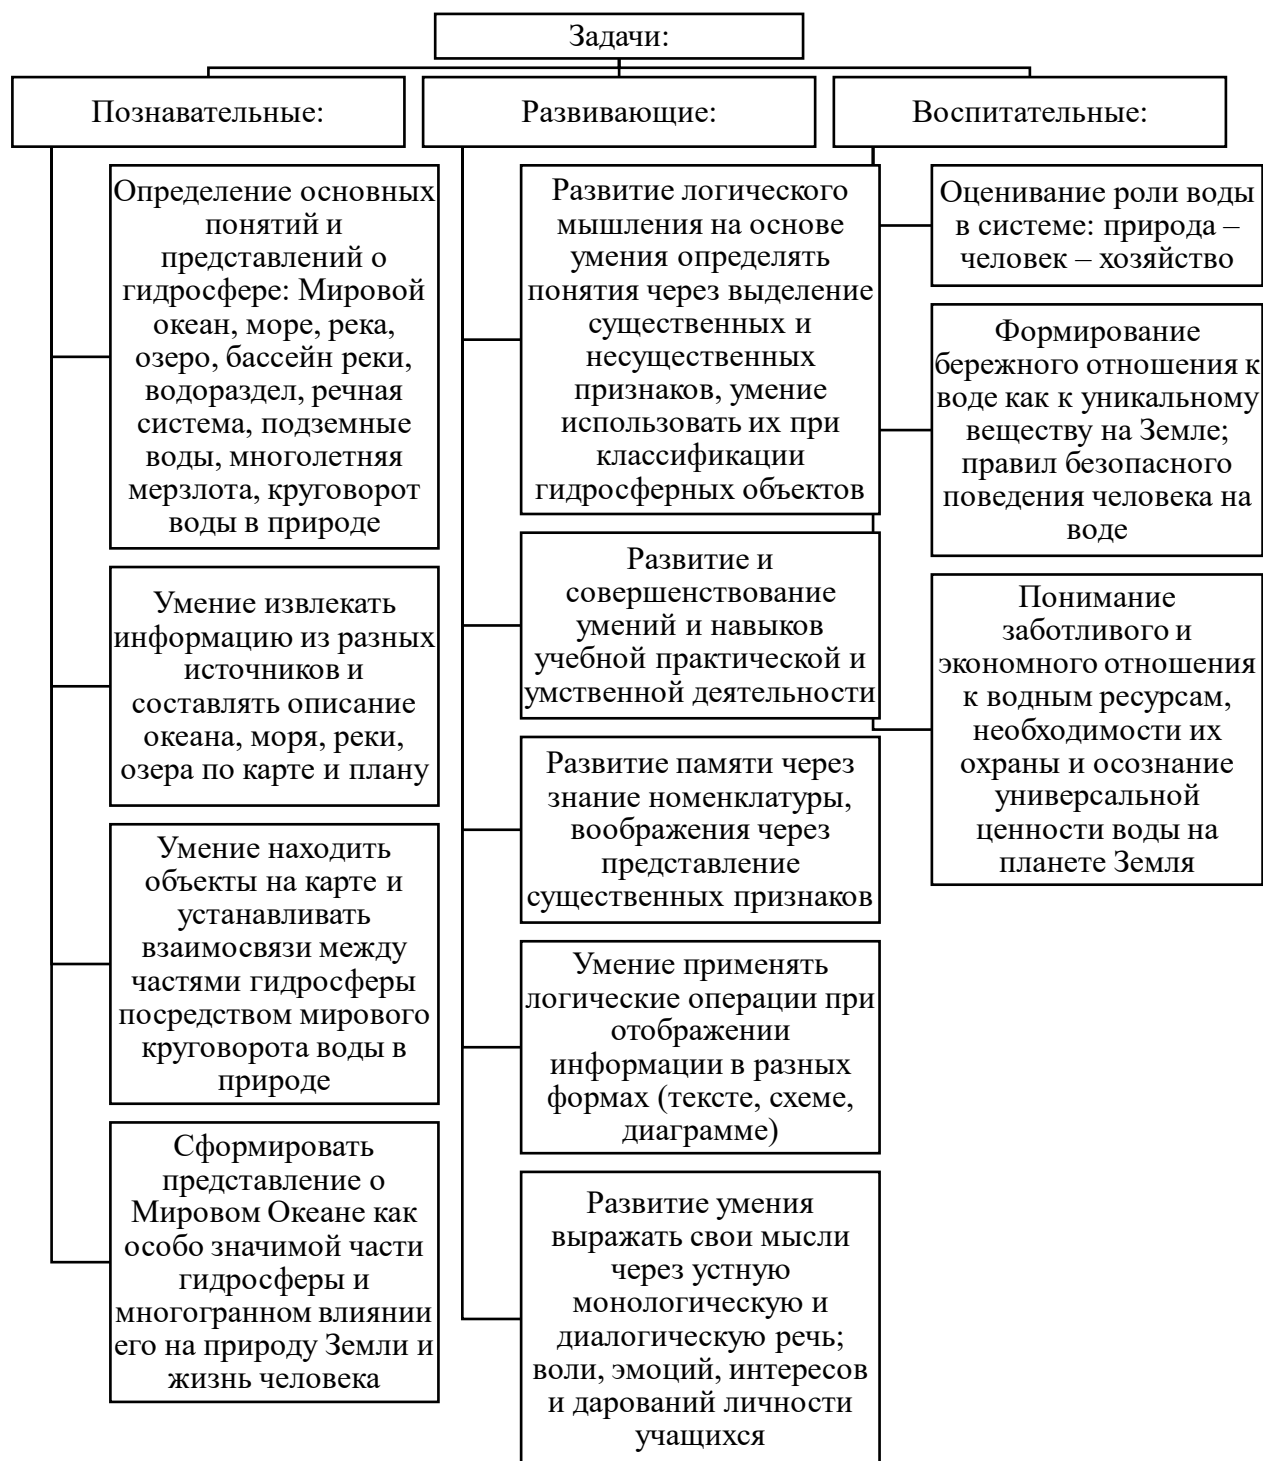 Задачи:
Познавательные:
Определение основных
понятий и
представлений о
гидросфере: Мировой
океан, море, река,
озеро, бассейн реки,
водораздел, речная
система, подземные
воды, многолетняя
мерзлота, круговорот
воды в природе
Умение извлекать
информацию из разных
источников и
составлять описание
океана, моря, реки,
озера по карте и плану
Умение находить
объекты на карте и
устанавливать
взаимосвязи между
частями гидросферы
посредством мирового
круговорота воды в
природе
Сформировать
представление о
Мировом Океане как
особо значимой части
гидросферы и
многогранном влиянии
его на природу Земли и
жизнь человека
Развивающие:
Развитие логического
мышления на основе
умения определять
понятия через выделение
существенных и
несущественных
признаков, умение
использовать их при
классификации
гидросферных объектов
Развитие и
совершенствование
умений и навыков
учебной практической и
умственной деятельности
Развитие памяти через
знание номенклатуры,
воображения через
представление
существенных признаков
Умение применять
логические операции при
отображении
информации в разных
формах (тексте, схеме,
диаграмме)
Развитие умения
выражать свои мысли
через устную
монологическую и
диалогическую речь;
воли, эмоций, интересов
и дарований личности
учащихся
Воспитательные:
Оценивание роли воды
в системе: природа –
человек – хозяйство
Формирование
бережного отношения к
воде как к уникальному
веществу на Земле;
правил безопасного
поведения человека на
воде
Понимание
заботливого и
экономного отношения
к водным ресурсам,
необходимости их
охраны и осознание
универсальной
ценности воды на
планете Земля